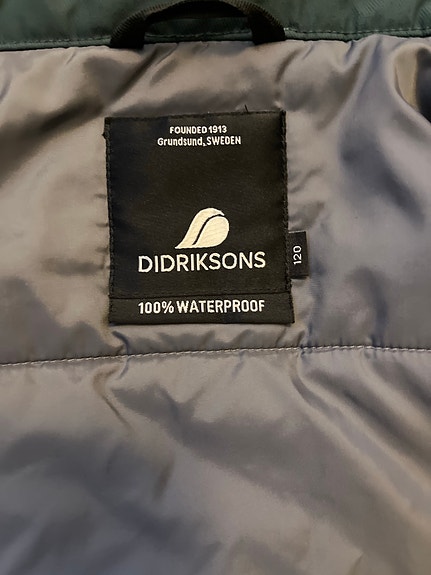 FOUNDED 1913
Grundsund, SWEDEN
DIDRIKSONS
120
100% WATERPROOF